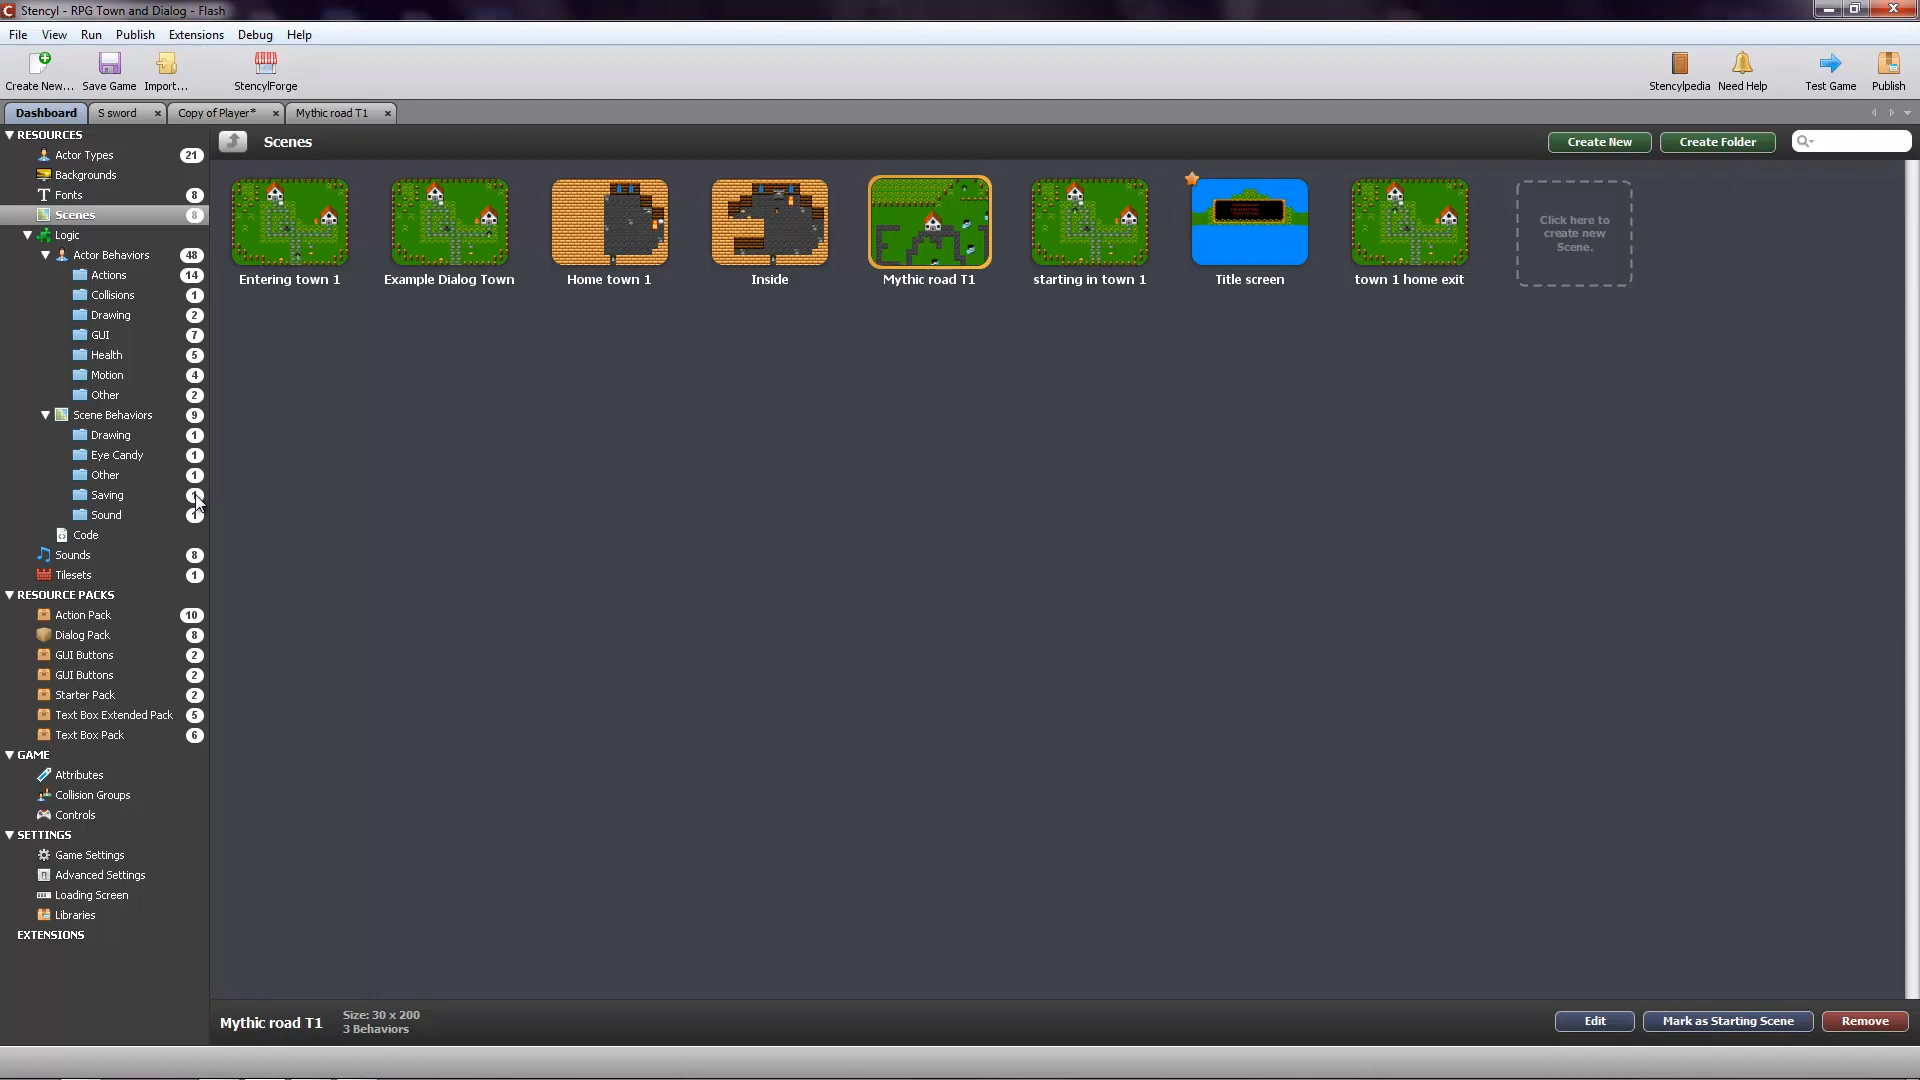 Stencyl - RPG Town and Dialog - Flash
File View Run Publish Extensions Debug Help
Create New... Save Game Import... StencylForge Stencylpedia Need Help Test Game Publish
Dashboard S sword Copy of Player* Mythic road T1
RESOURCES
Actor Types 21
Backgrounds
Fonts 8
Scenes 8
Logic
Actor Behaviors 48
Actions 14
Collisions 1
Drawing 2
GUI 7
Health 5
Motion 4
Other 2
Scene Behaviors 9
Drawing 1
Eye Candy 1
Other 1
Saving
Sound 1
Code
Sounds 8
Tilesets 1
RESOURCE PACKS
Action Pack 10
Dialog Pack 8
GUI Buttons 2
GUI Buttons 2
Starter Pack 2
Text Box Extended Pack 5
Text Box Pack 6
GAME
Attributes
Collision Groups
Controls
SETTINGS
Game Settings
Advanced Settings
Loading Screen
Libraries
EXTENSIONS
Scenes Create New Create Folder
Entering town 1
Example Dialog Town
Home town 1
Inside
Mythic road T1
starting in town 1
Title screen
town 1 home exit
Click here to
create new
Scene.
Mythic road T1
Size: 30 x 200
3 Behaviors
Edit Mark as Starting Scene Remove